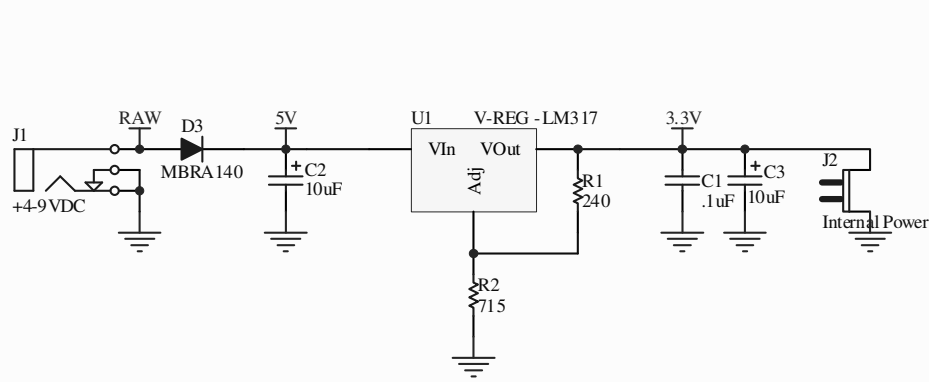 J1
+4-9VDC
RAW
D3
MBRA140
5V
C2
10uF
U1
V-REG -LM317
VIn
VOut
Adj
R1
240
R2
715
3.3V
C1
.1uF
C3
10uF
J2
Internal Power